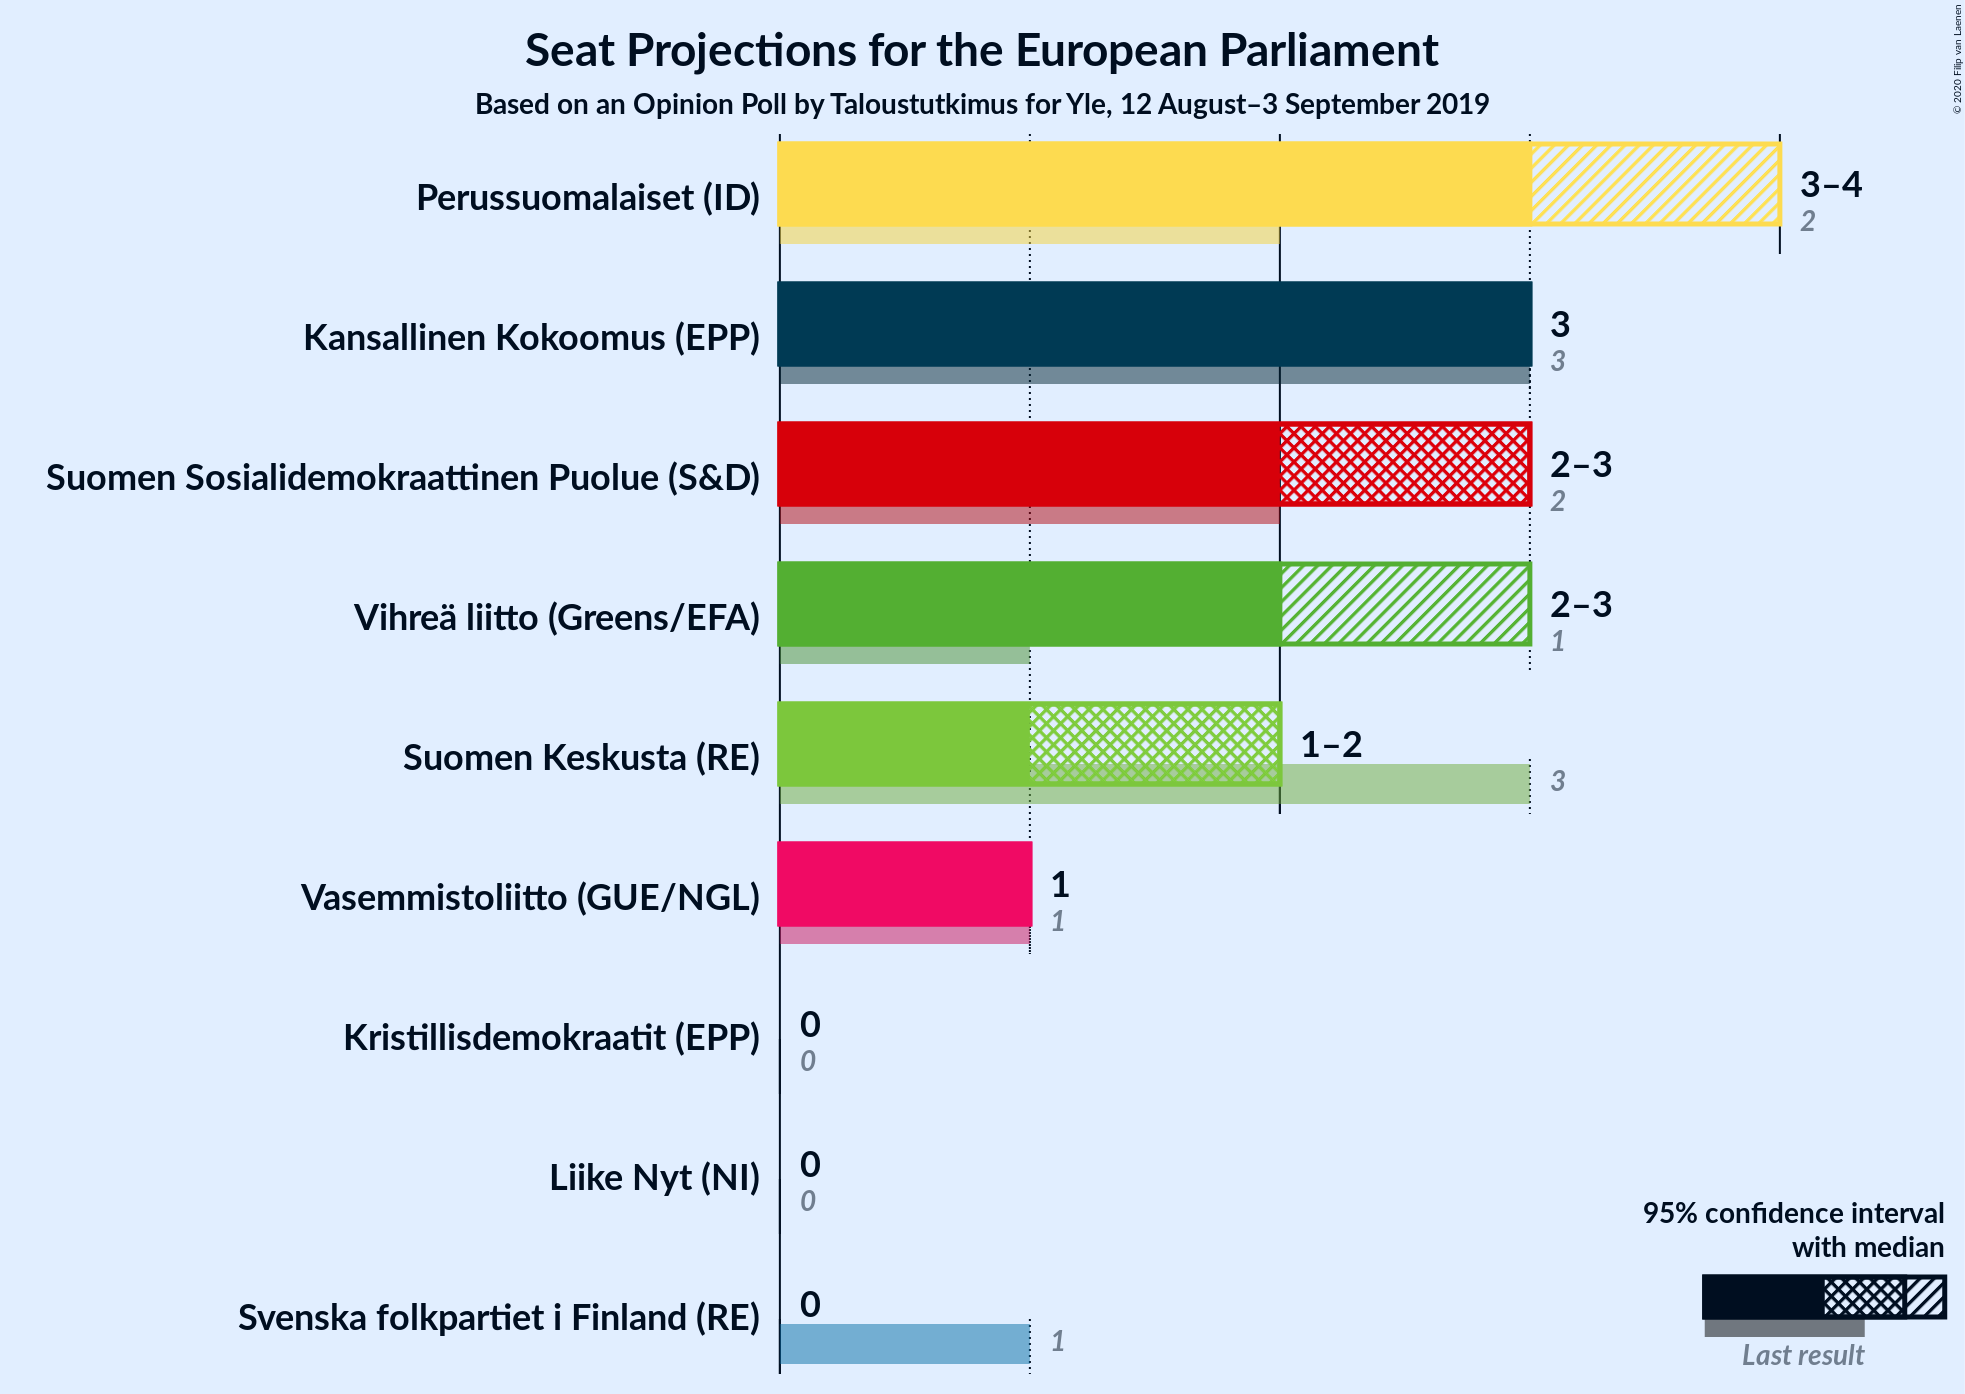 Seat Projections for the European Parliament
Based on an Opinion Poll by Taloustutkimus for Yle, 12 August–3 September 2019
© 2020 Filip van Laenen
Perussuomalaiset (ID)
3–4
2
Kansallinen Kokoomus (EPP)
3
3
Suomen Sosialidemokraattinen Puolue (S&D)
2–3
2
Vihreä liitto (Greens/EFA)
2–3
1
Suomen Keskusta (RE)
1–2
3
Vasemmistoliitto (GUE/NGL)
1
1
Kristillisdemokraatit (EPP)
0
0
Liike Nyt (NI)
0
0
Svenska folkpartiet i Finland (RE)
0
1
95% confidence interval
with median
Last result